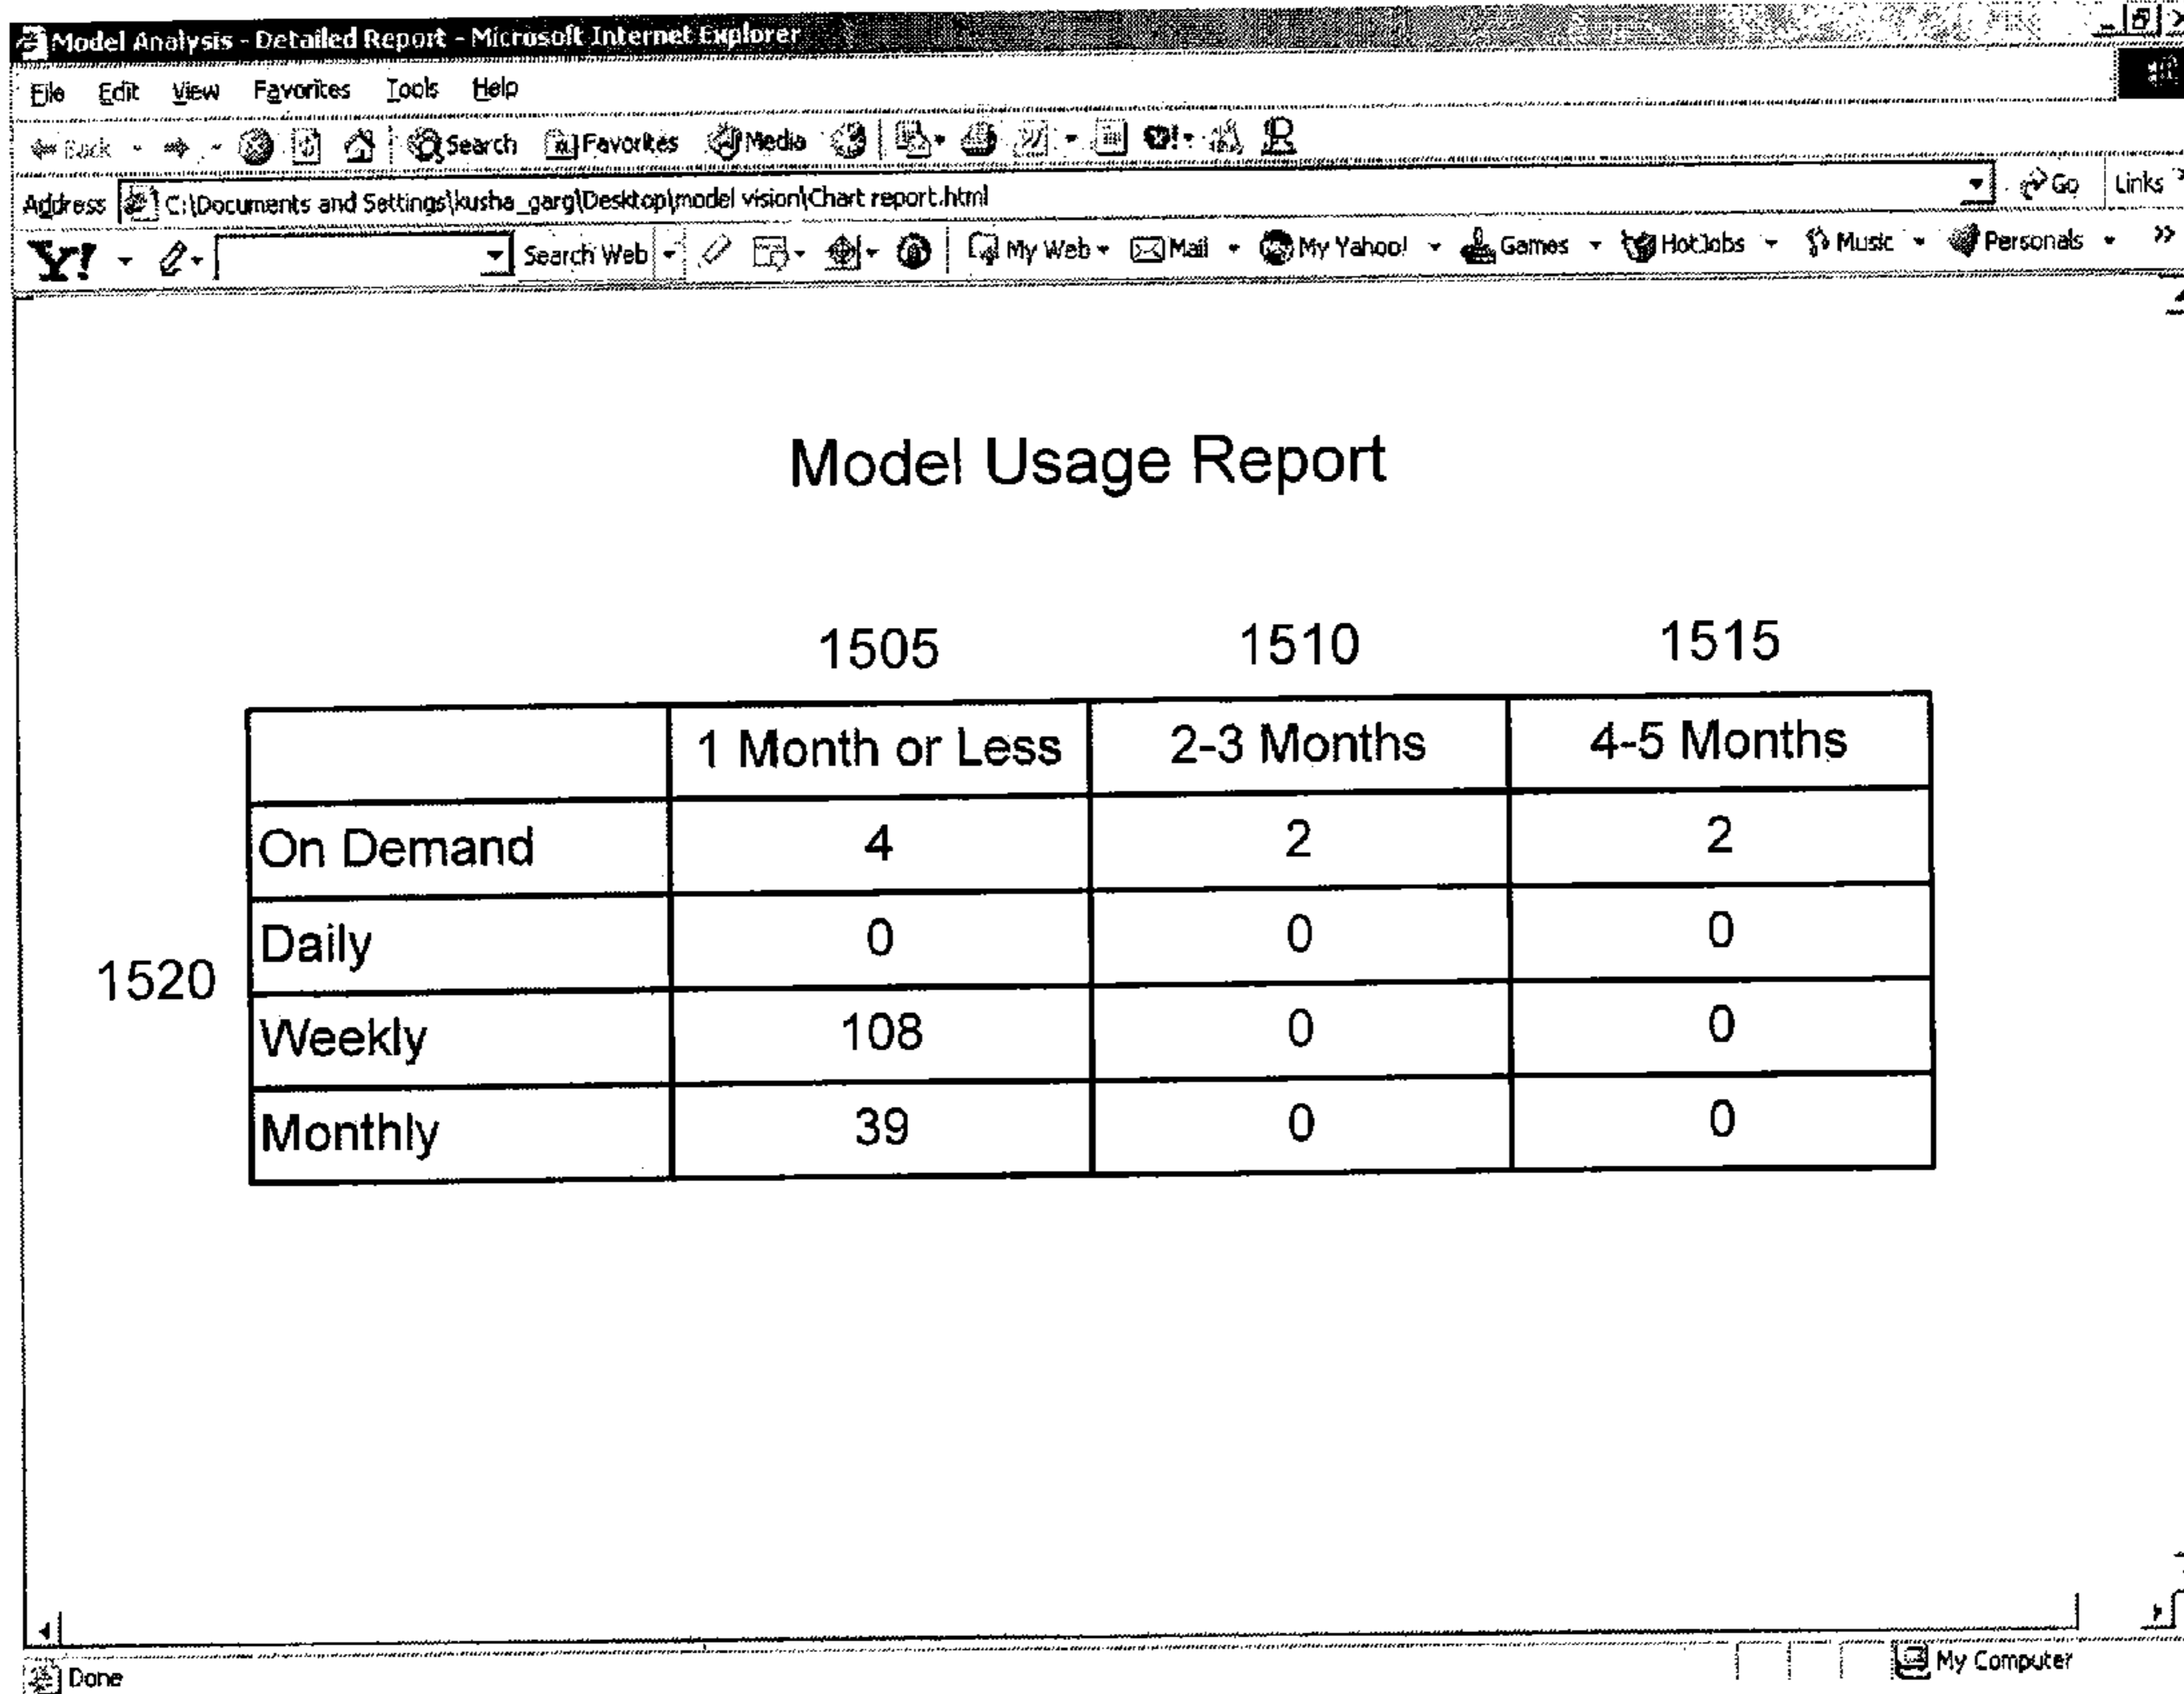 Model Analysis - Detailed Report - Microsoft Internet Explorer
File Edit View Favorites Tools Help
Back Search Favorites Media
Address C:\Documents and Settings\kusha_garg\Desktop\model vision\Chart report.html Go Links
Y! Search Web My Web Mail My Yahoo! Games HotJobs Music Personals
Model Usage Report
1505 1510 1515
1 Month or Less 2-3 Months 4-5 Months
On Demand 4 2 2
Daily 0 0 0
1520
Weekly 108 0 0
Monthly 39 0 0
Done My Computer